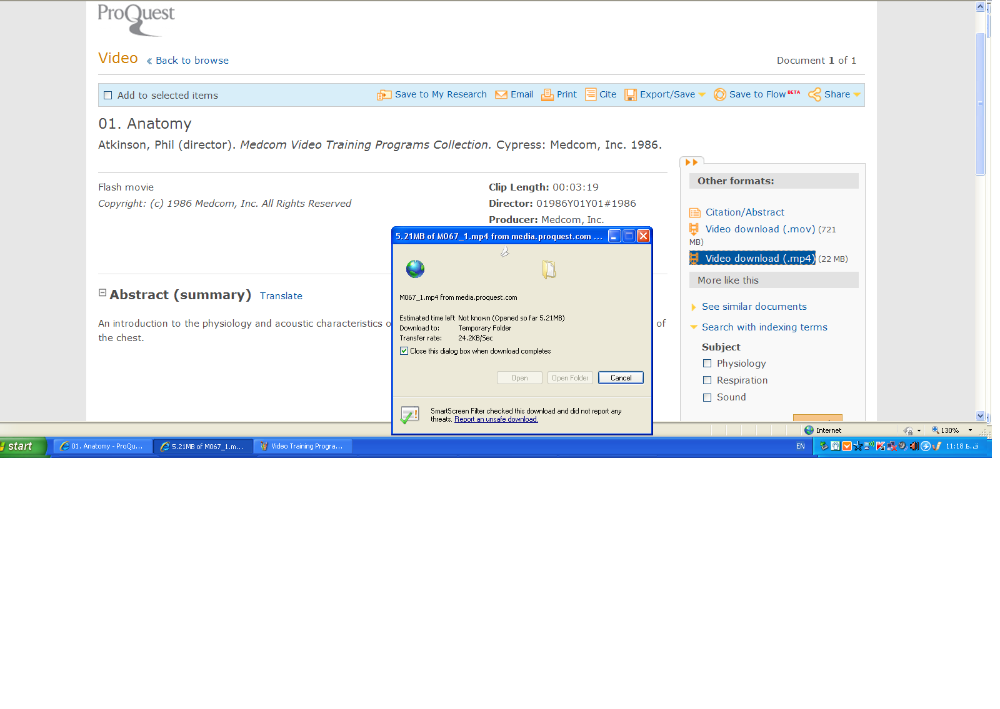 ProQuest
Video « Back to browse
Document 1 of 1
Add to selected items
Save to My Research Email Print Cite Export/Save Save to Flow BETA Share
01. Anatomy
Atkinson, Phil (director). Medcom Video Training Programs Collection. Cypress: Medcom, Inc. 1986.
Flash movie
Copyright: (c) 1986 Medcom, Inc. All Rights Reserved
Clip Length: 00:03:19
Director: 01986Y01Y01#1986
Producer: Medcom, Inc.
Abstract (summary) Translate
An introduction to the physiology and acoustic characteristics o
of
the chest.
Other formats:
Citation/Abstract
Video download (.mov) (721
MB)
Video download (.mp4) (22 MB)
More like this
See similar documents
Search with indexing terms
Subject
Physiology
Respiration
Sound
5.21MB of M067_1.mp4 from media.proquest.com ...
M067_1.mp4 from media.proquest.com
Estimated time left Not known (Opened so far 5.21MB)
Download to: Temporary Folder
Transfer rate: 24.2KB/Sec
Close this dialog box when download completes
Open Open Folder Cancel
SmartScreen Filter checked this download and did not report any
threats. Report an unsafe download.
Internet 130%
start 01. Anatomy - ProQu... 5.21MB of M067_1.m... Video Training Progra... EN 11:18 ق.ظ